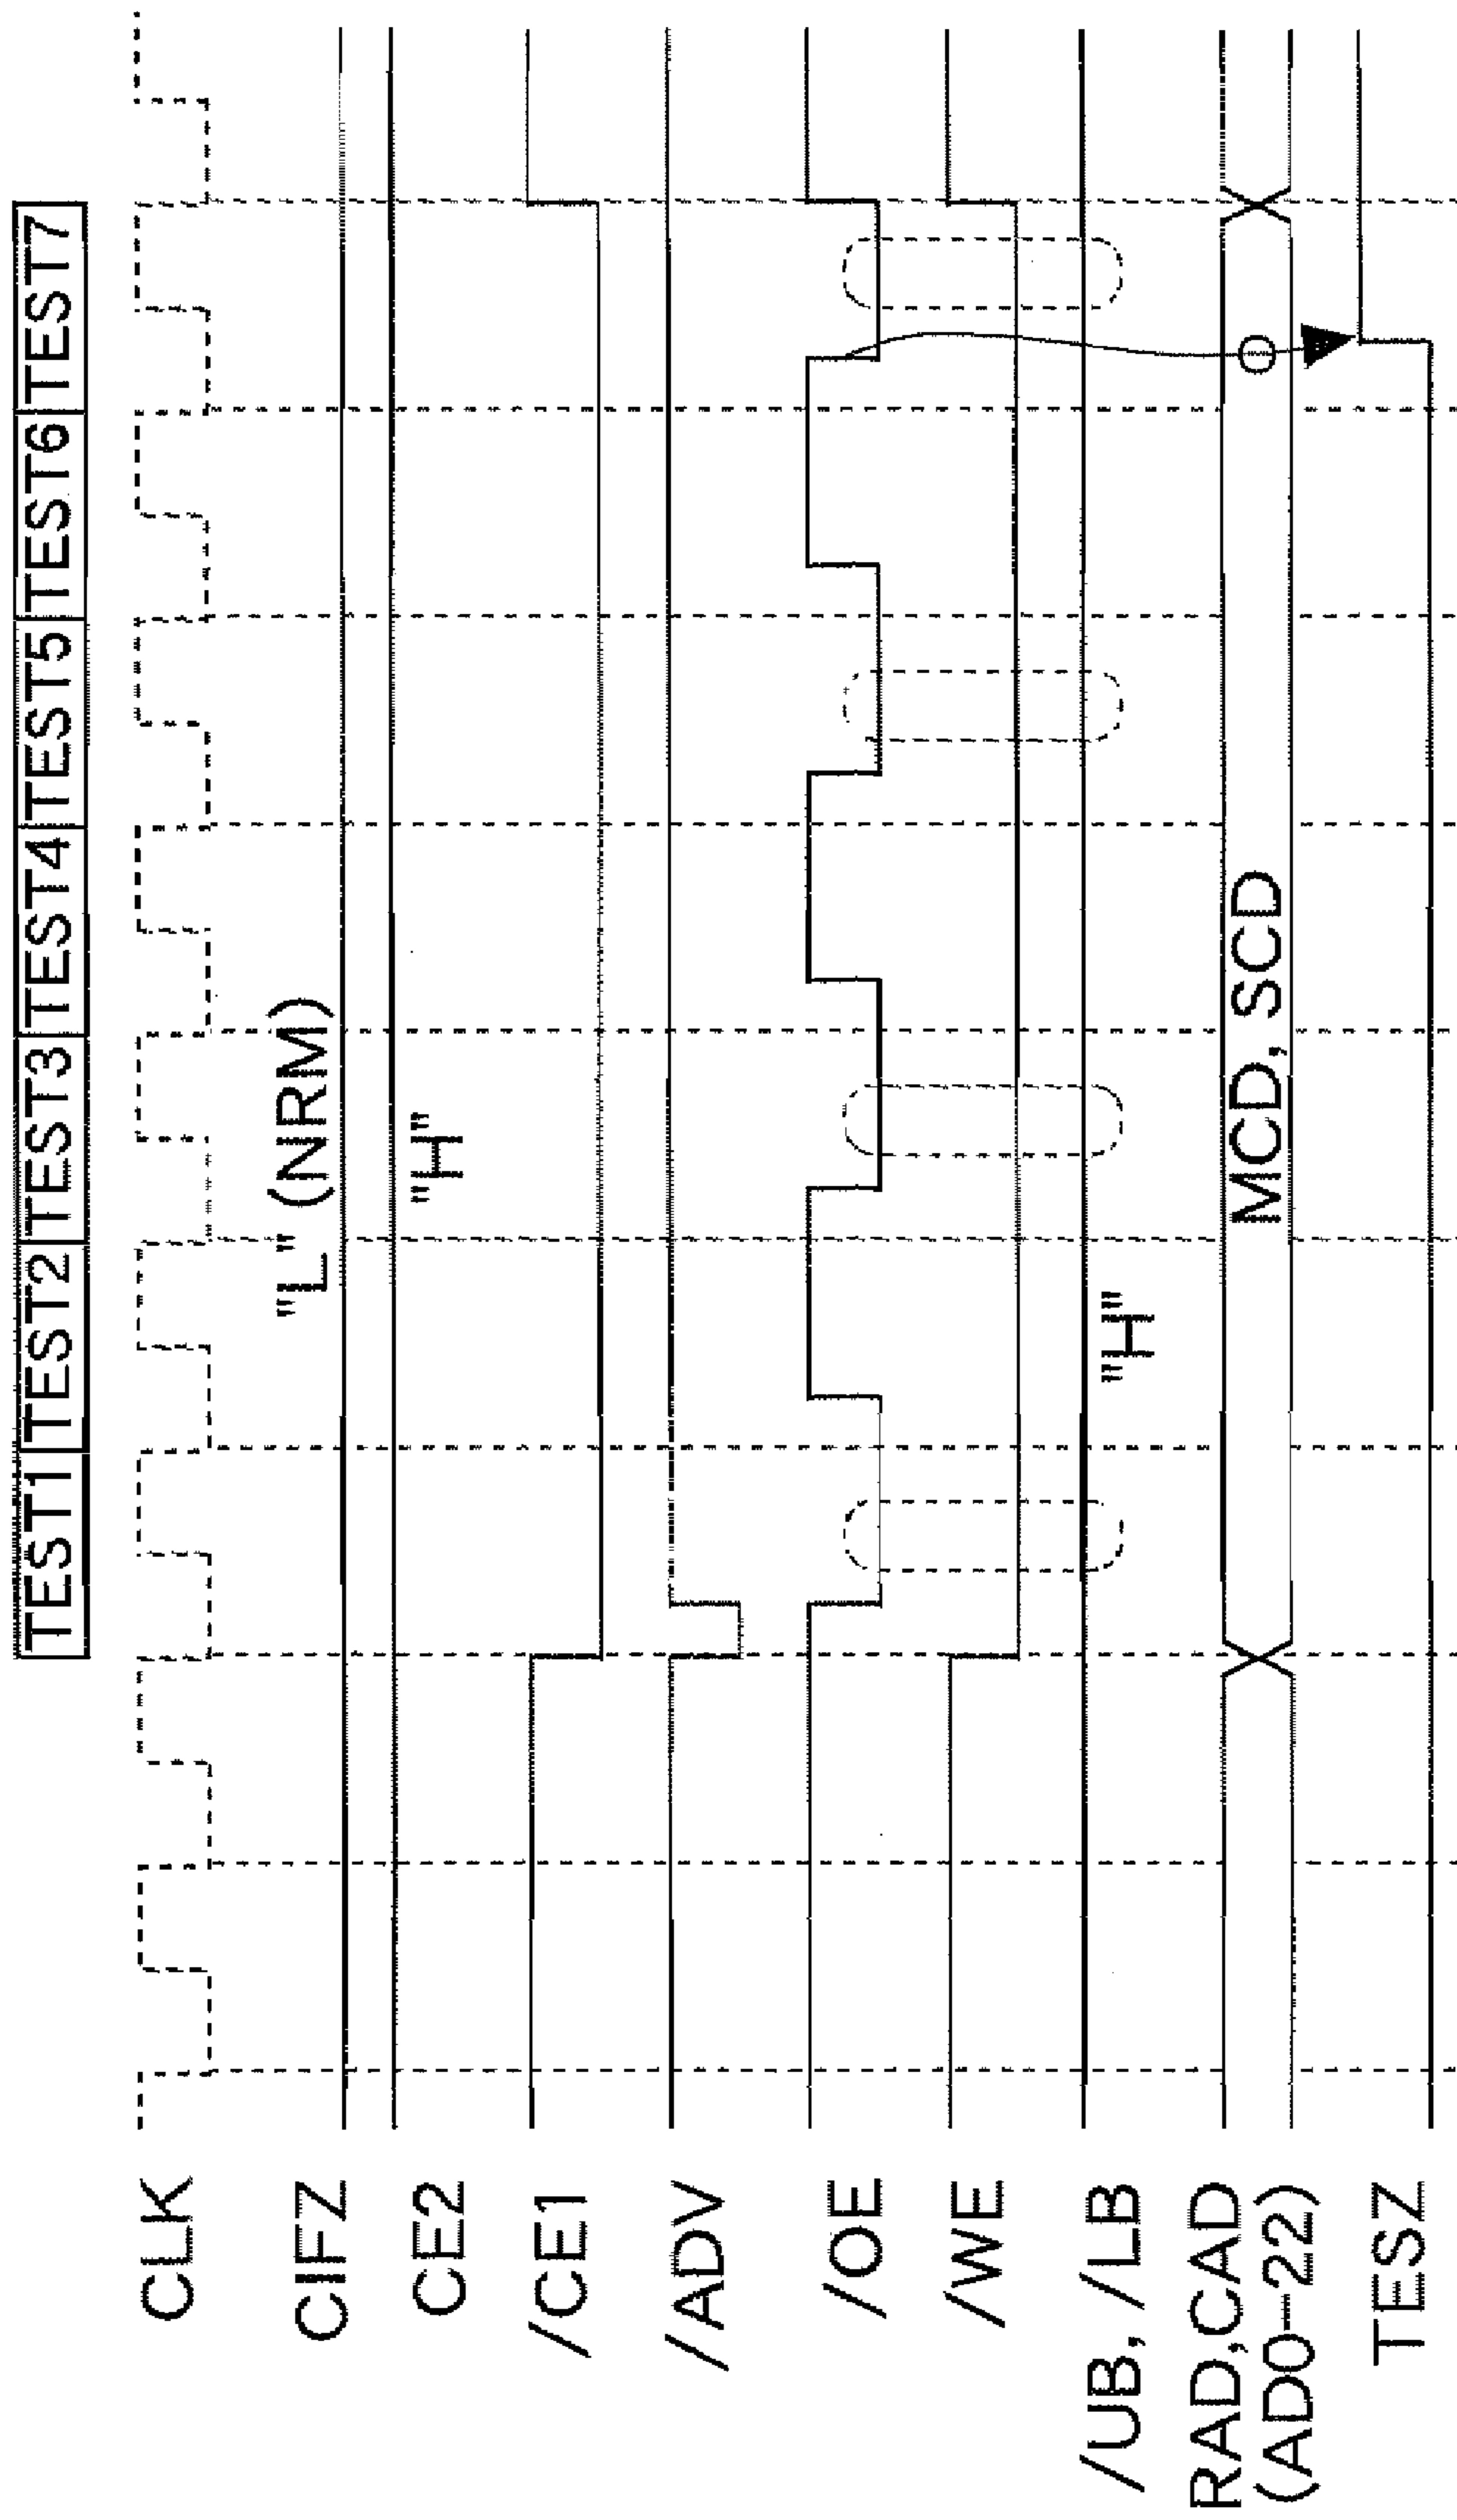 TEST1 TEST2 TEST3 TEST4 TEST5 TEST6 TEST7
CLK
"L" (NRM)
CIFZ
CE2
"H"
/CE1
/ADV
/OE
/WE
/UB, /LB
"H"
RAD,CAD
(AD0-22)
MCD, SCD
TESZ